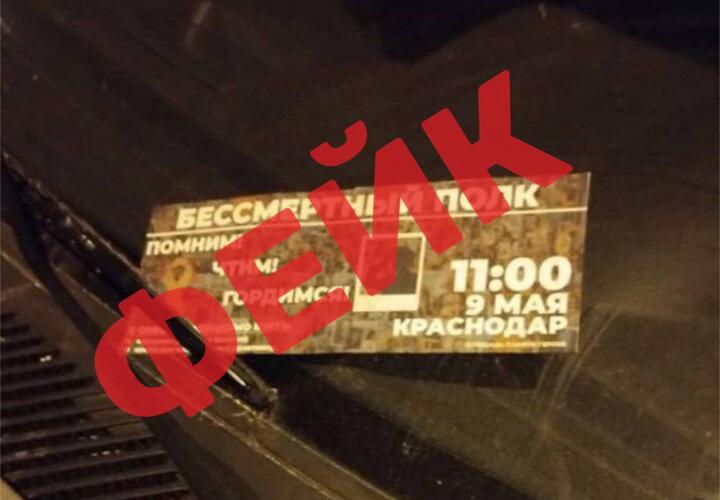 ФЕЙК
БЕССМЕРТНЫЙ ПОЛК
ПОМНИМ!
ЧТИМ!
ГОРДИМСЯ!
11:00
9 МАЯ
КРАСНОДАР